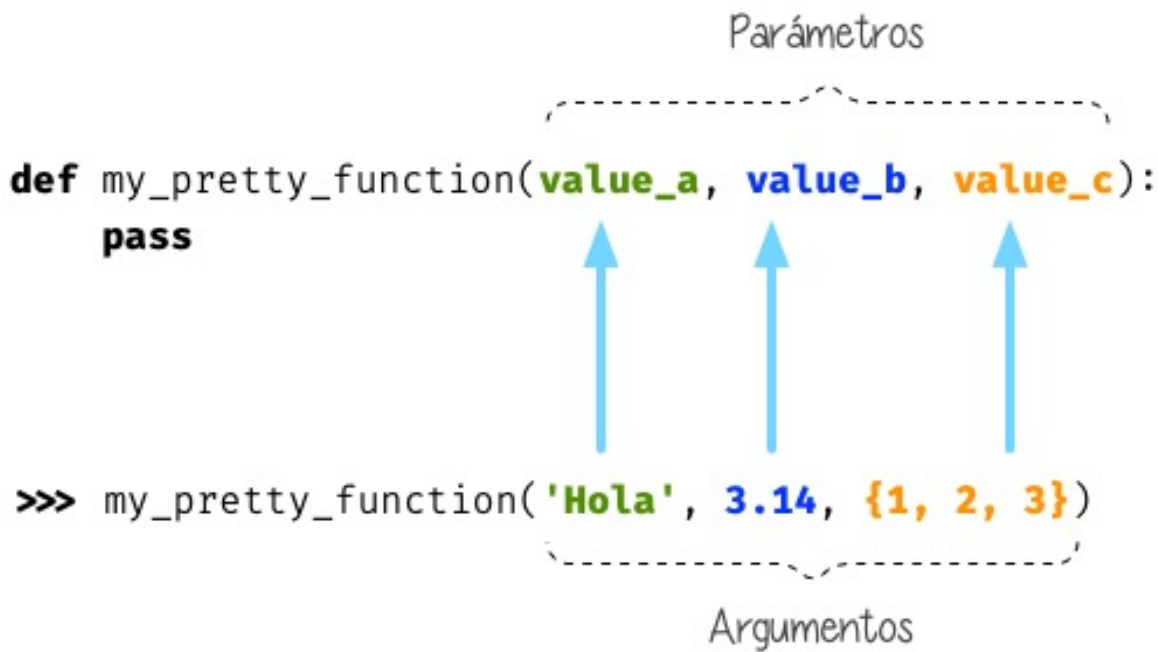 Parámetros
def my_pretty_function(value_a, value_b, value_c):
    pass
>>> my_pretty_function('Hola', 3.14, {1, 2, 3})
Argumentos